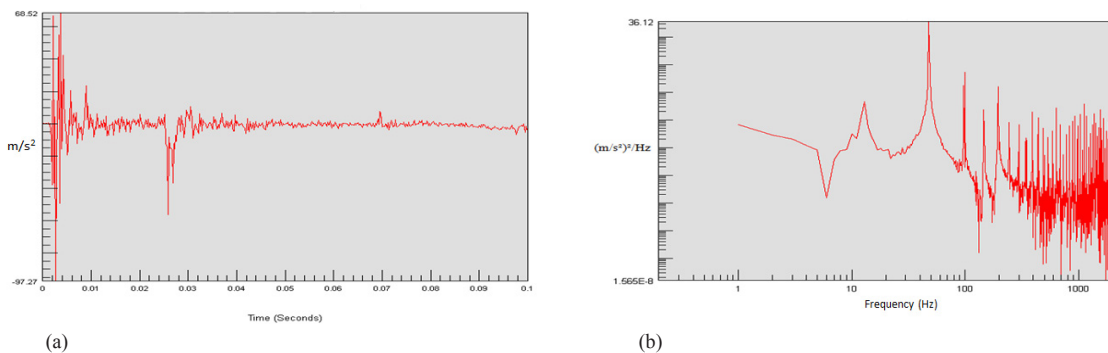 68.52
m/s²
-97.27
0 0.01 0.02 0.03 0.04 0.05 0.06 0.07 0.08 0.09 0.1
Time (Seconds)
(a)
36.12
(m/s²)²/Hz
1.565E-8
1 10 100 1000
Frequency (Hz)
(b)